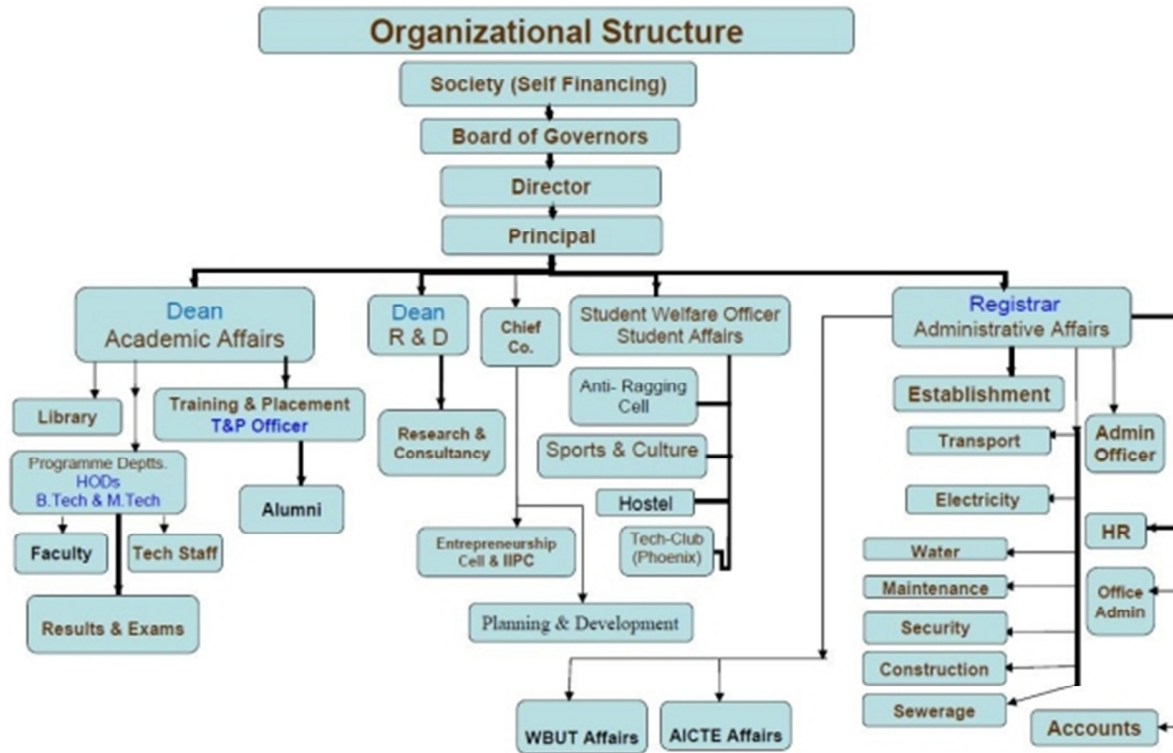 Organizational Structure
Society (Self Financing)
Board of Governors
Director
Principal
Dean
Academic Affairs
Dean
R & D
Chief
Co.
Student Welfare Officer
Student Affairs
Registrar
Administrative Affairs
Library
Training & Placement
T&P Officer
Programme Deptts.
HODs
B.Tech & M.Tech
Alumni
Faculty
Tech Staff
Results & Exams
Research &
Consultancy
Entrepreneurship
Cell & IIPC
Planning & Development
Anti- Ragging
Cell
Sports & Culture
Hostel
Tech-Club
(Phoenix)
WBUT Affairs
AICTE Affairs
Establishment
Transport
Electricity
Water
Maintenance
Security
Construction
Sewerage
Admin
Officer
HR
Office
Admin
Accounts